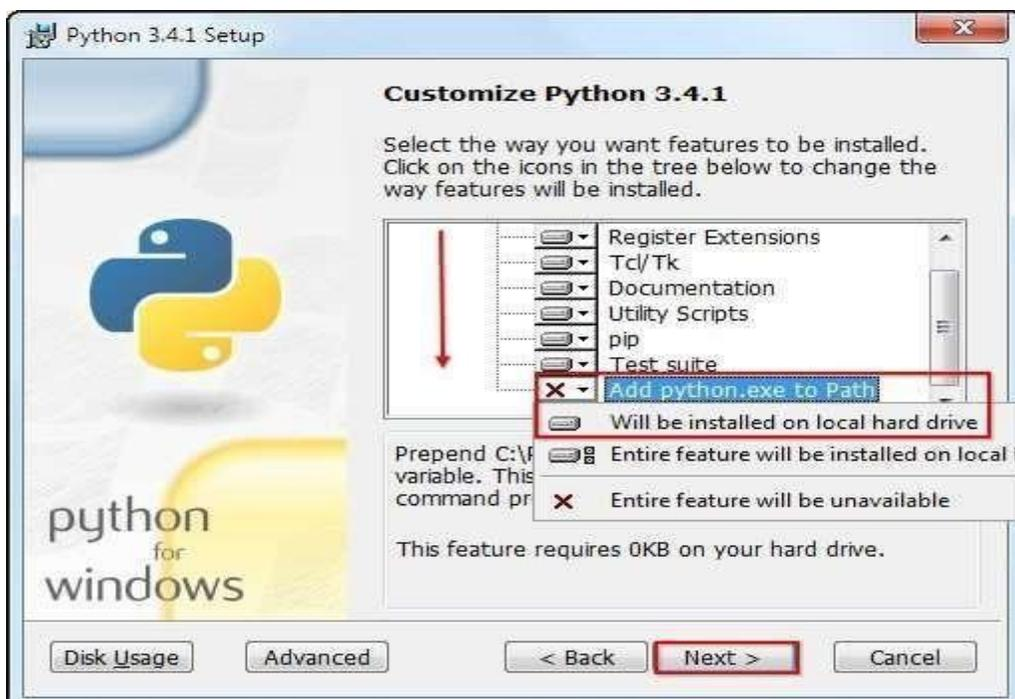 Python 3.4.1 Setup
Customize Python 3.4.1
Select the way you want features to be installed.
Click on the icons in the tree below to change the
way features will be installed.
Register Extensions
Tcl/Tk
Documentation
Utility Scripts
pip
Test suite
Add python.exe to Path
Will be installed on local hard drive
Entire feature will be installed on local
Entire feature will be unavailable
Prepend C:\
variable. This
command pr
This feature requires 0KB on your hard drive.
python
for
windows
Disk Usage
Advanced
< Back
Next >
Cancel